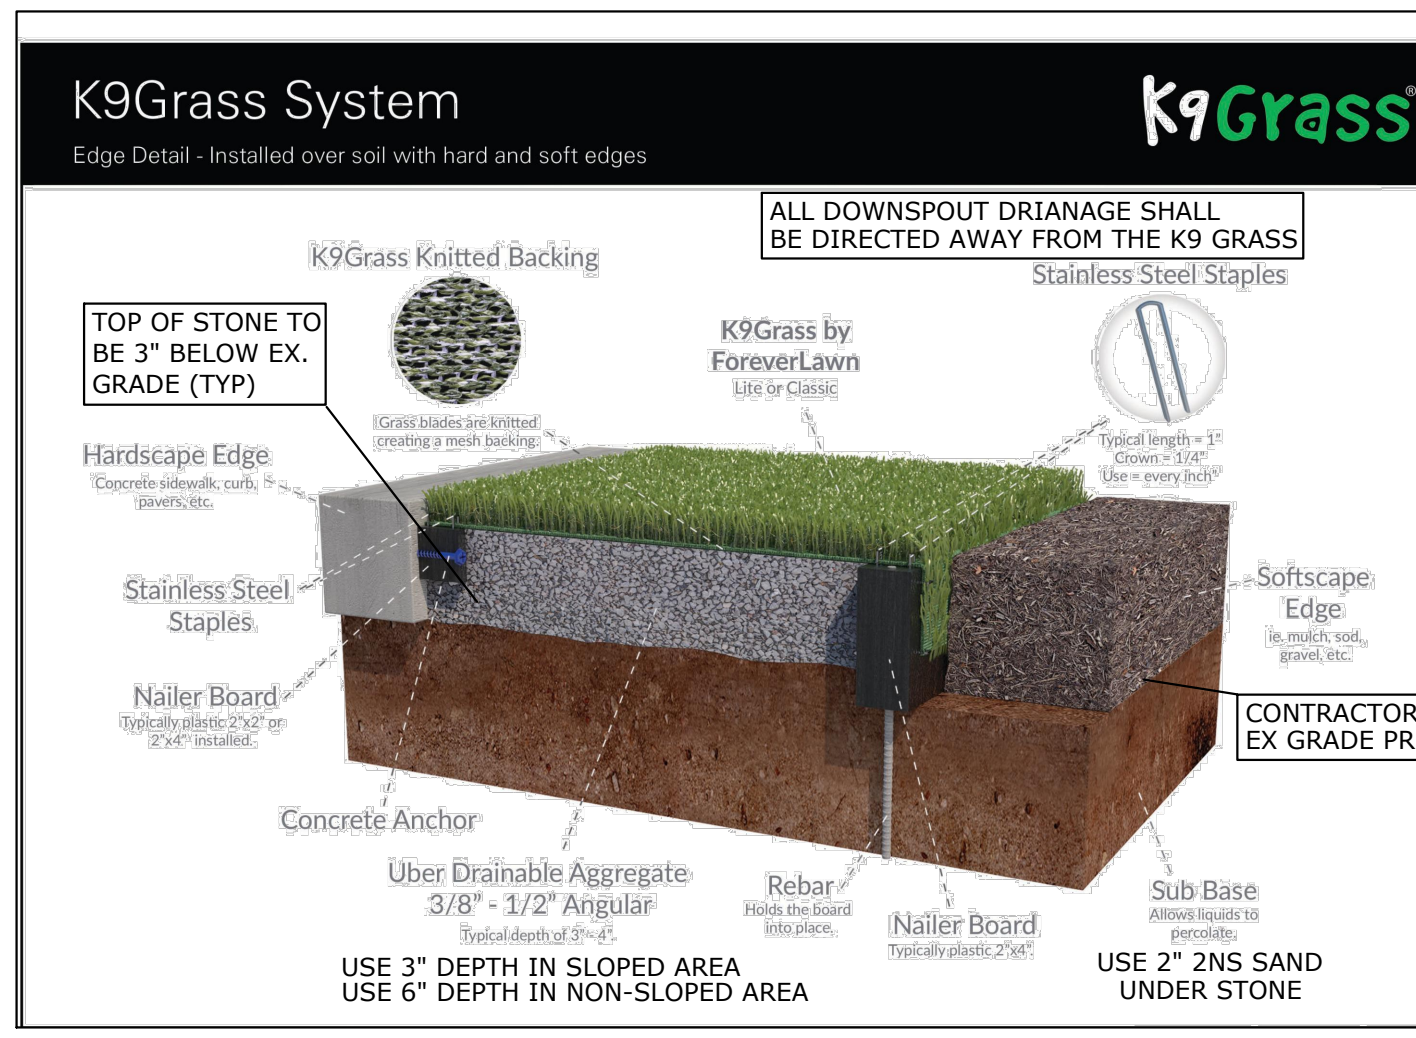 K9Grass System
Edge Detail - Installed over soil with hard and soft edges
K9Grass®
ALL DOWNSPOUT DRIANAGE SHALL
BE DIRECTED AWAY FROM THE K9 GRASS
K9Grass Knitted Backing
Grass blades are knitted
creating a mesh backing.
TOP OF STONE TO
BE 3" BELOW EX.
GRADE (TYP)
K9Grass by
ForeverLawn
Lite or Classic
Stainless Steel Staples
Typical length = 1"
Crown = 1/4"
Use = every inch"
Hardscape Edge
Concrete sidewalk, curb,
pavers, etc.
Stainless Steel
Staples
Nailer Board
Typically plastic 2"x2" or
2"x4" installed.
Softscape
Edge
ie. mulch, sod,
gravel, etc.
CONTRACTOR
EX GRADE PR
Concrete Anchor
Uber Drainable Aggregate
3/8" - 1/2" Angular
Typical depth of 3"- 4".
USE 3" DEPTH IN SLOPED AREA
USE 6" DEPTH IN NON-SLOPED AREA
Rebar
Holds the board
into place.
Nailer Board
Typically plastic 2"x4".
Sub Base
Allows liquids to
percolate.
USE 2" 2NS SAND
UNDER STONE